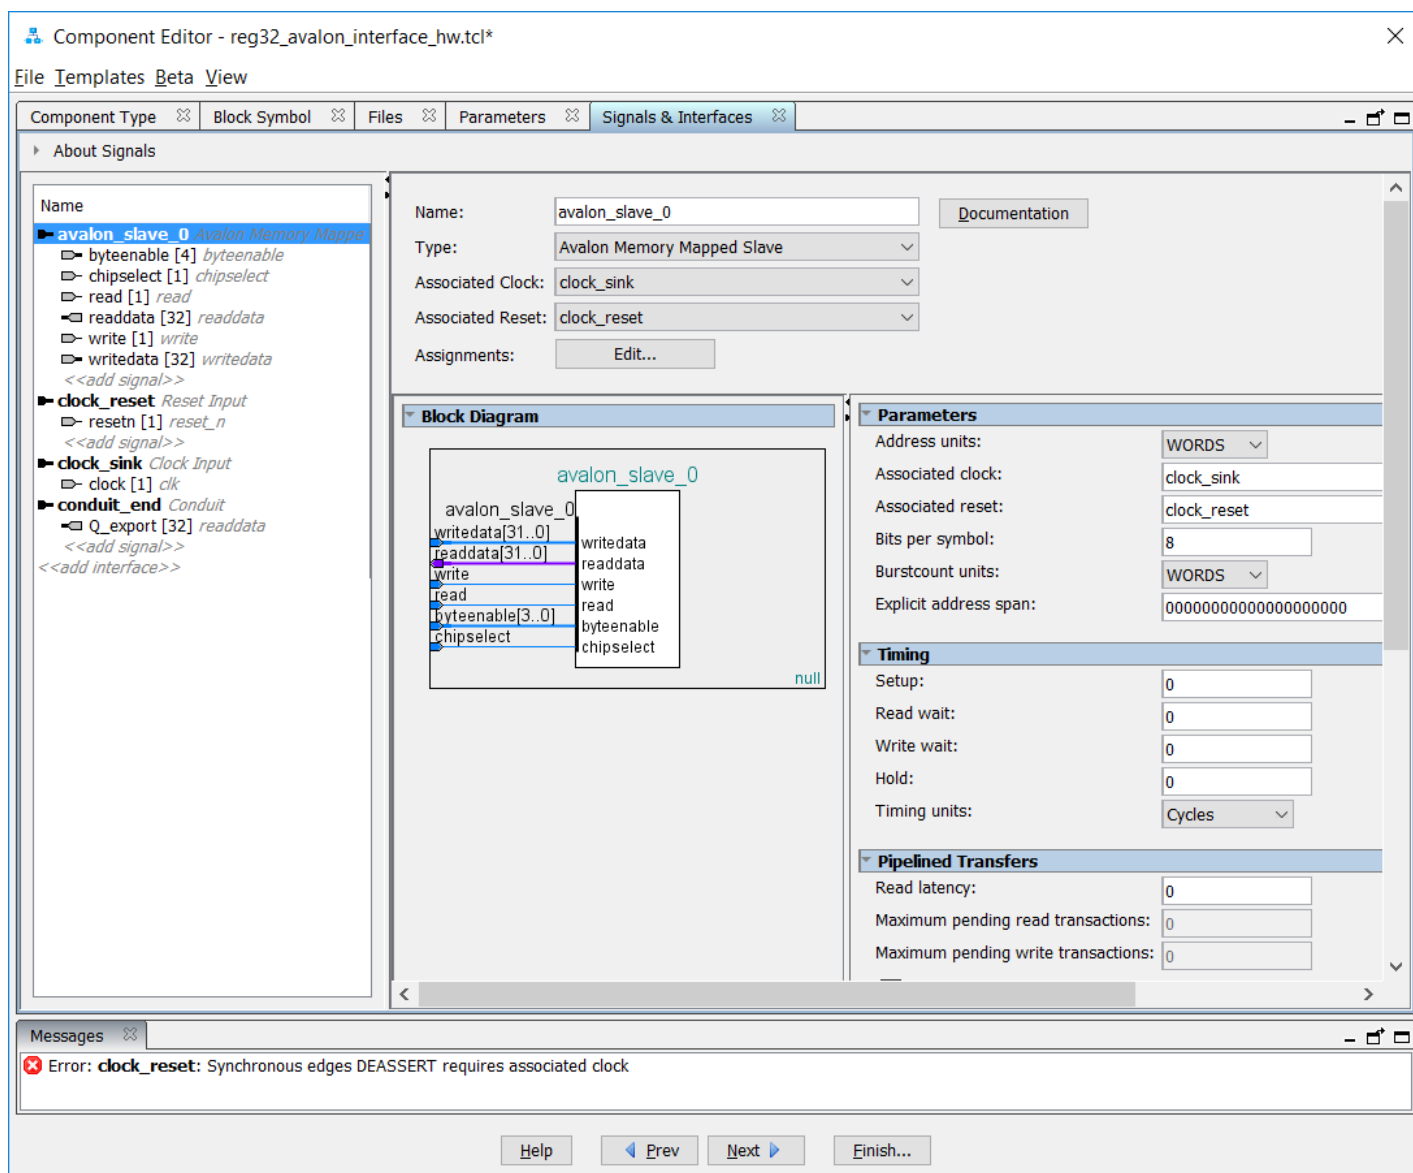 Component Editor - reg32_avalon_interface_hw.tcl*
File Templates Beta View
Component Type Block Symbol Files Parameters Signals & Interfaces
About Signals
Name
avalon_slave_0 Avalon Memory Mappe
byteenable [4] byteenable
chipselect [1] chipselect
read [1] read
readdata [32] readdata
write [1] write
writedata [32] writedata
<<add signal>>
clock_reset Reset Input
resetn [1] reset_n
<<add signal>>
clock_sink Clock Input
clock [1] clk
conduit_end Conduit
Q_export [32] readdata
<<add signal>>
<<add interface>>
Name: avalon_slave_0 Documentation
Type: Avalon Memory Mapped Slave
Associated Clock: clock_sink
Associated Reset: clock_reset
Assignments: Edit...
Block Diagram
avalon_slave_0
avalon_slave_0
writedata[31..0] writedata
readdata[31..0] readdata
write write
read read
byteenable[3..0] byteenable
chipselect chipselect
null
Parameters
Address units: WORDS
Associated clock: clock_sink
Associated reset: clock_reset
Bits per symbol: 8
Burstcount units: WORDS
Explicit address span: 00000000000000000000
Timing
Setup: 0
Read wait: 0
Write wait: 0
Hold: 0
Timing units: Cycles
Pipelined Transfers
Read latency: 0
Maximum pending read transactions: 0
Maximum pending write transactions: 0
Messages
Error: clock_reset: Synchronous edges DEASSERT requires associated clock
Help Prev Next Finish...